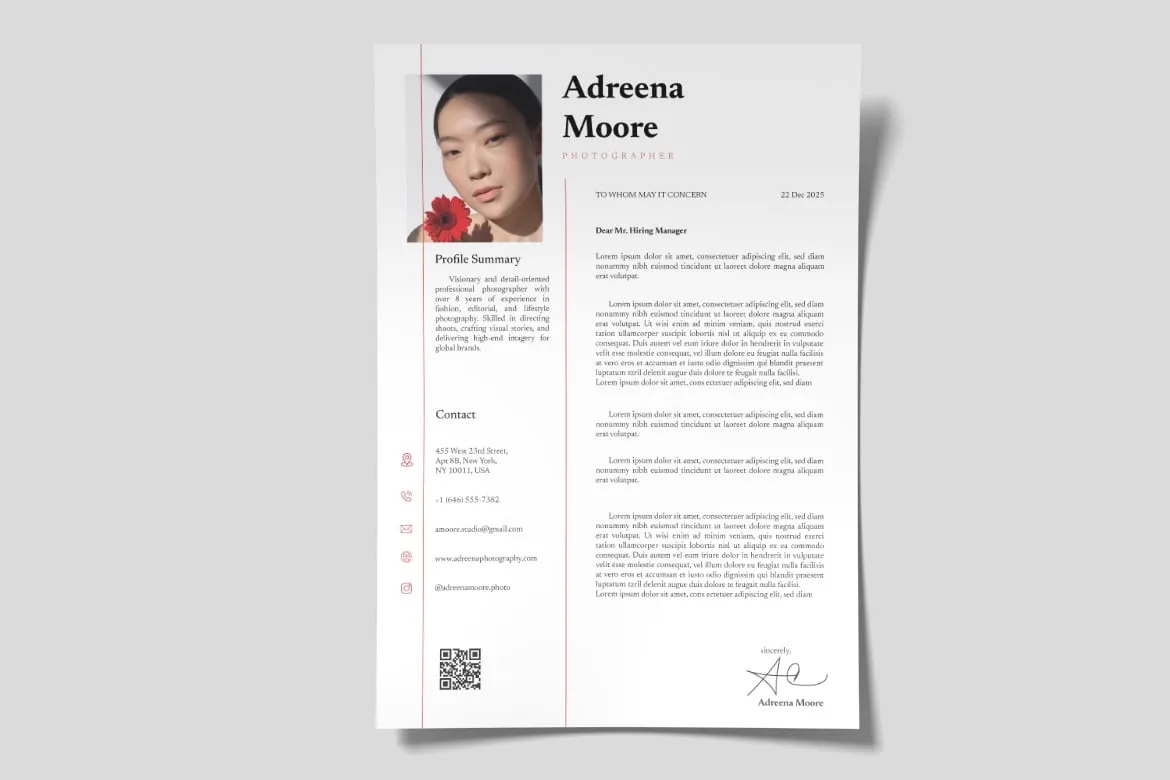 Adreena
Moore
PHOTOGRAPHER
TO WHOM MAY IT CONCERN
22 Dec 2025
Dear Mr. Hiring Manager
Lorem ipsum dolor sit amet, consectetuer adipiscing elit, sed diam
nonummy nibh euismod tincidunt ut laoreet dolore magna aliquam
erat volutpat.
Lorem ipsum dolor sit amet, consectetuer adipiscing elit, sed diam
nonummy nibh euismod tincidunt ut laoreet dolore magna aliquam
erat volutpat. Ut wisi enim ad minim veniam, quis nostrud exerci
tation ullamcorper suscipit lobortis nisl ut aliquip ex ea commodo
consequat. Duis autem vel eum iriure dolor in hendrerit in vulputate
velit esse molestie consequat, vel illum dolore eu feugiat nulla facilisis
at vero eros et accumsan et iusto odio dignissim qui blandit praesent
luptatum zzril delenit augue duis dolore te feugait nulla facilisi.
Lorem ipsum dolor sit amet, cons ectetuer adipiscing elit, sed diam
Lorem ipsum dolor sit amet, consectetuer adipiscing elit, sed diam
nonummy nibh euismod tincidunt ut laoreet dolore magna aliquam
erat volutpat.
Lorem ipsum dolor sit amet, consectetuer adipiscing elit, sed diam
nonummy nibh euismod tincidunt ut laoreet dolore magna aliquam
erat volutpat.
Lorem ipsum dolor sit amet, consectetuer adipiscing elit, sed diam
nonummy nibh euismod tincidunt ut laoreet dolore magna aliquam
erat volutpat. Ut wisi enim ad minim veniam, quis nostrud exerci
tation ullamcorper suscipit lobortis nisl ut aliquip ex ea commodo
consequat. Duis autem vel eum iriure dolor in hendrerit in vulputate
velit esse molestie consequat, vel illum dolore eu feugiat nulla facilisis
at vero eros et accumsan et iusto odio dignissim qui blandit praesent
luptatum zzril delenit augue duis dolore te feugait nulla facilisi.
Lorem ipsum dolor sit amet, cons ectetuer adipiscing elit, sed diam
sincerely,
Adreena Moore
Profile Summary
Visionary and detail-oriented
professional photographer with
over 8 years of experience in
fashion, editorial, and lifestyle
photography. Skilled in directing
shoots, crafting visual stories, and
delivering high-end imagery for
global brands.
Contact
455 West 23rd Street,
Apt 8B, New York,
NY 10011, USA
+1 (646) 555-7382
amoore.studio@gmail.com
www.adreenaphotography.com
@adreenamoore.photo